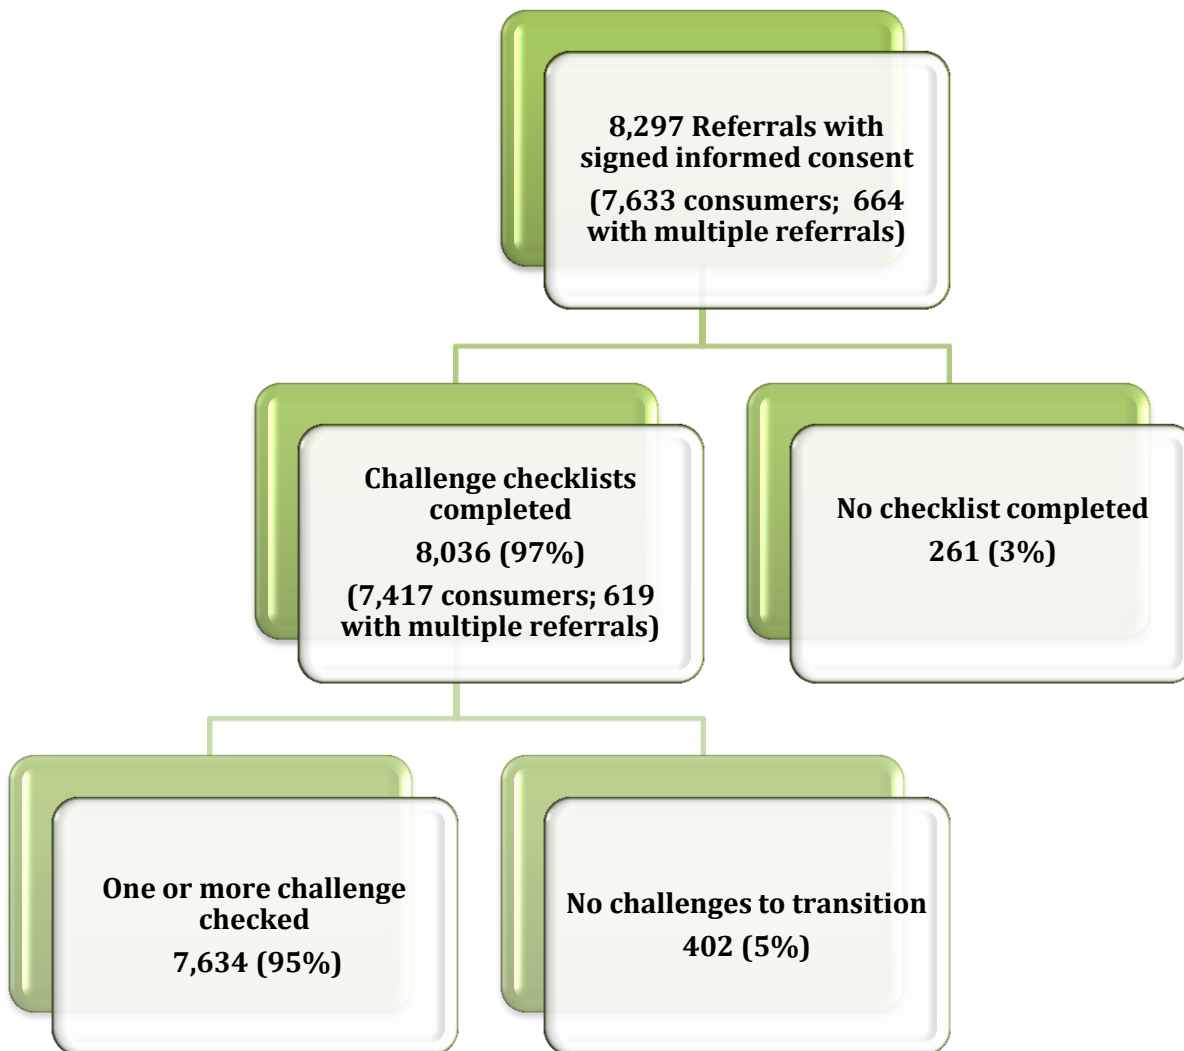 8,297 Referrals with
signed informed consent
(7,633 consumers; 664
with multiple referrals)
Challenge checklists
completed
8,036 (97%)
(7,417 consumers; 619
with multiple referrals)
No checklist completed
261 (3%)
One or more challenge
checked
7,634 (95%)
No challenges to transition
402 (5%)